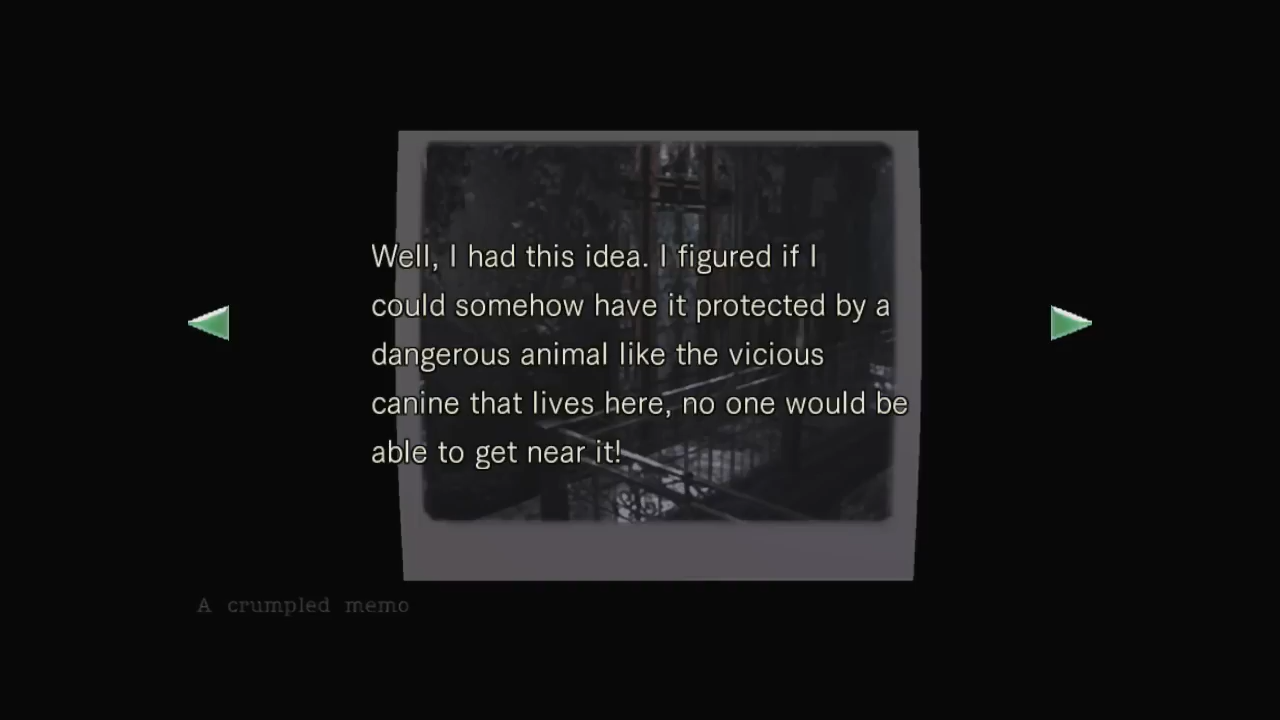 Well, I had this idea. I figured if I
could somehow have it protected by a
dangerous animal like the vicious
canine that lives here, no one would be
able to get near it!
A crumpled memo